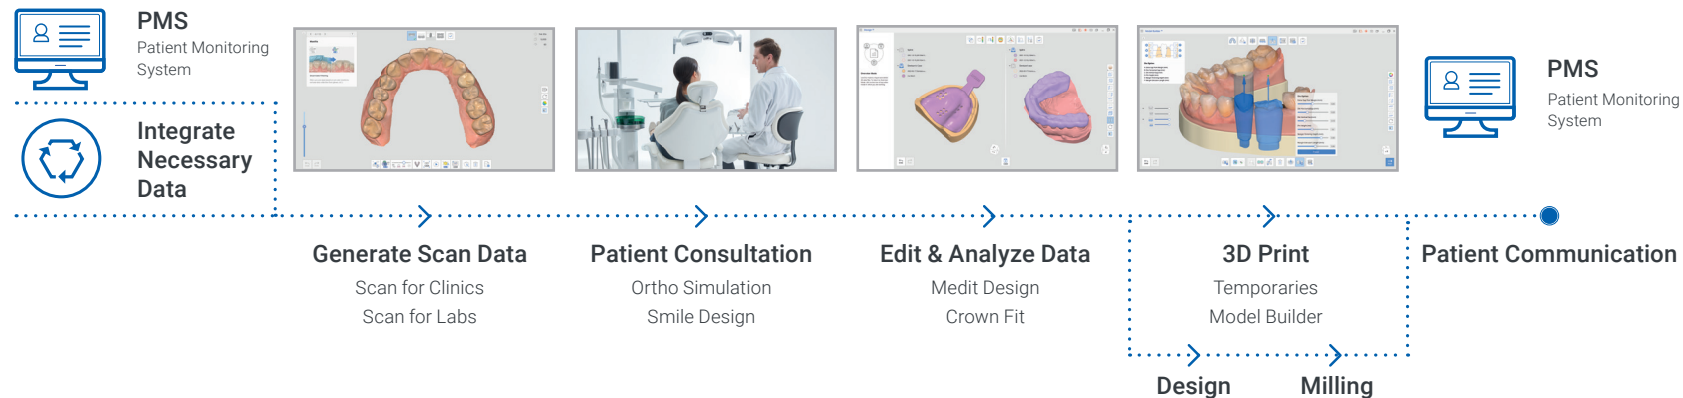 PMS
Patient Monitoring
System
Integrate
Necessary
Data
Generate Scan Data
Scan for Clinics
Scan for Labs
Patient Consultation
Ortho Simulation
Smile Design
Edit & Analyze Data
Medit Design
Crown Fit
3D Print
Temporaries
Model Builder
Design
Milling
PMS
Patient Monitoring
System
Patient Communication